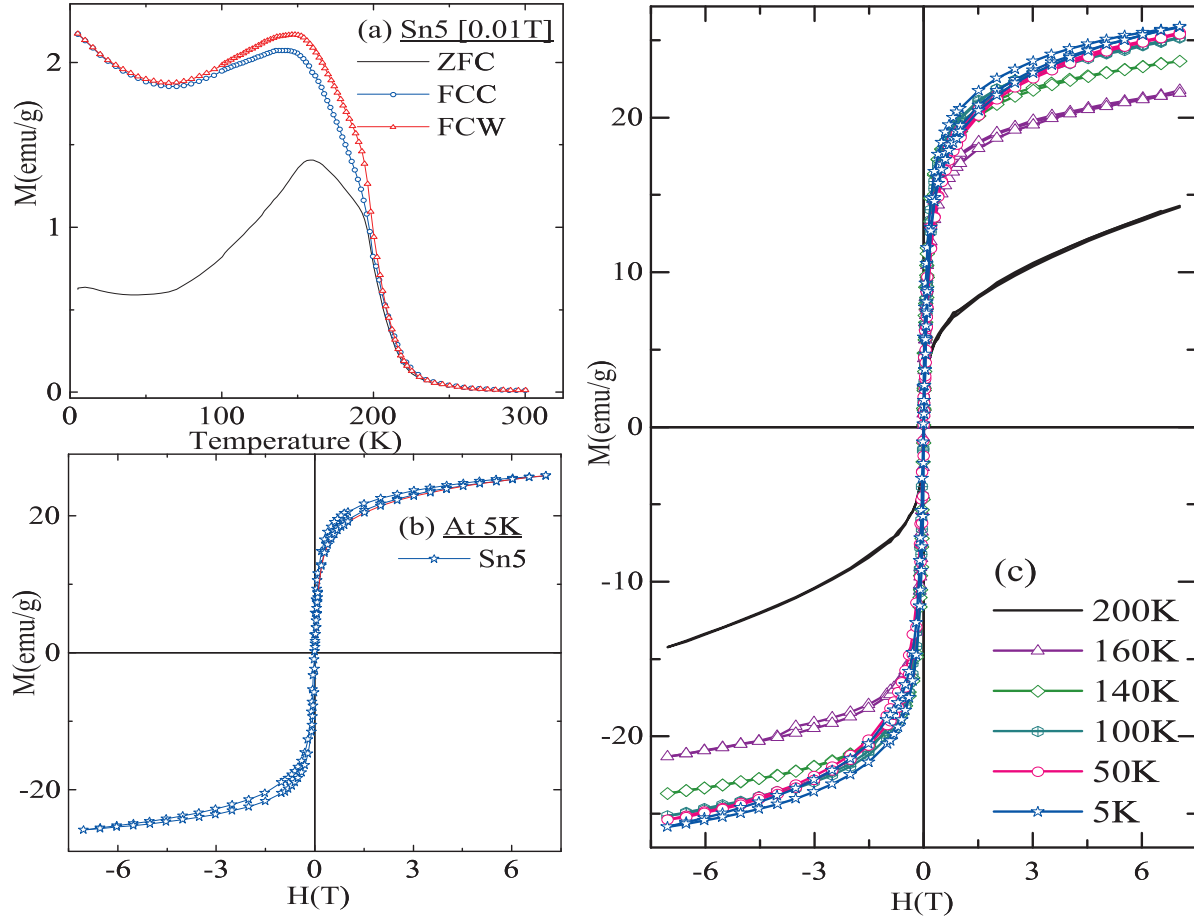 (a) Sn5 [0.01T]
ZFC
FCC
FCW
M(emu/g)
2
1
0
0
100
200
300
Temperature (K)
(b) At 5K
Sn5
M(emu/g)
20
0
-20
-6
-3
0
3
6
H(T)
(c)
200K
160K
140K
100K
50K
5K
M(emu/g)
20
10
0
-10
-20
-6
-3
0
3
6
H(T)